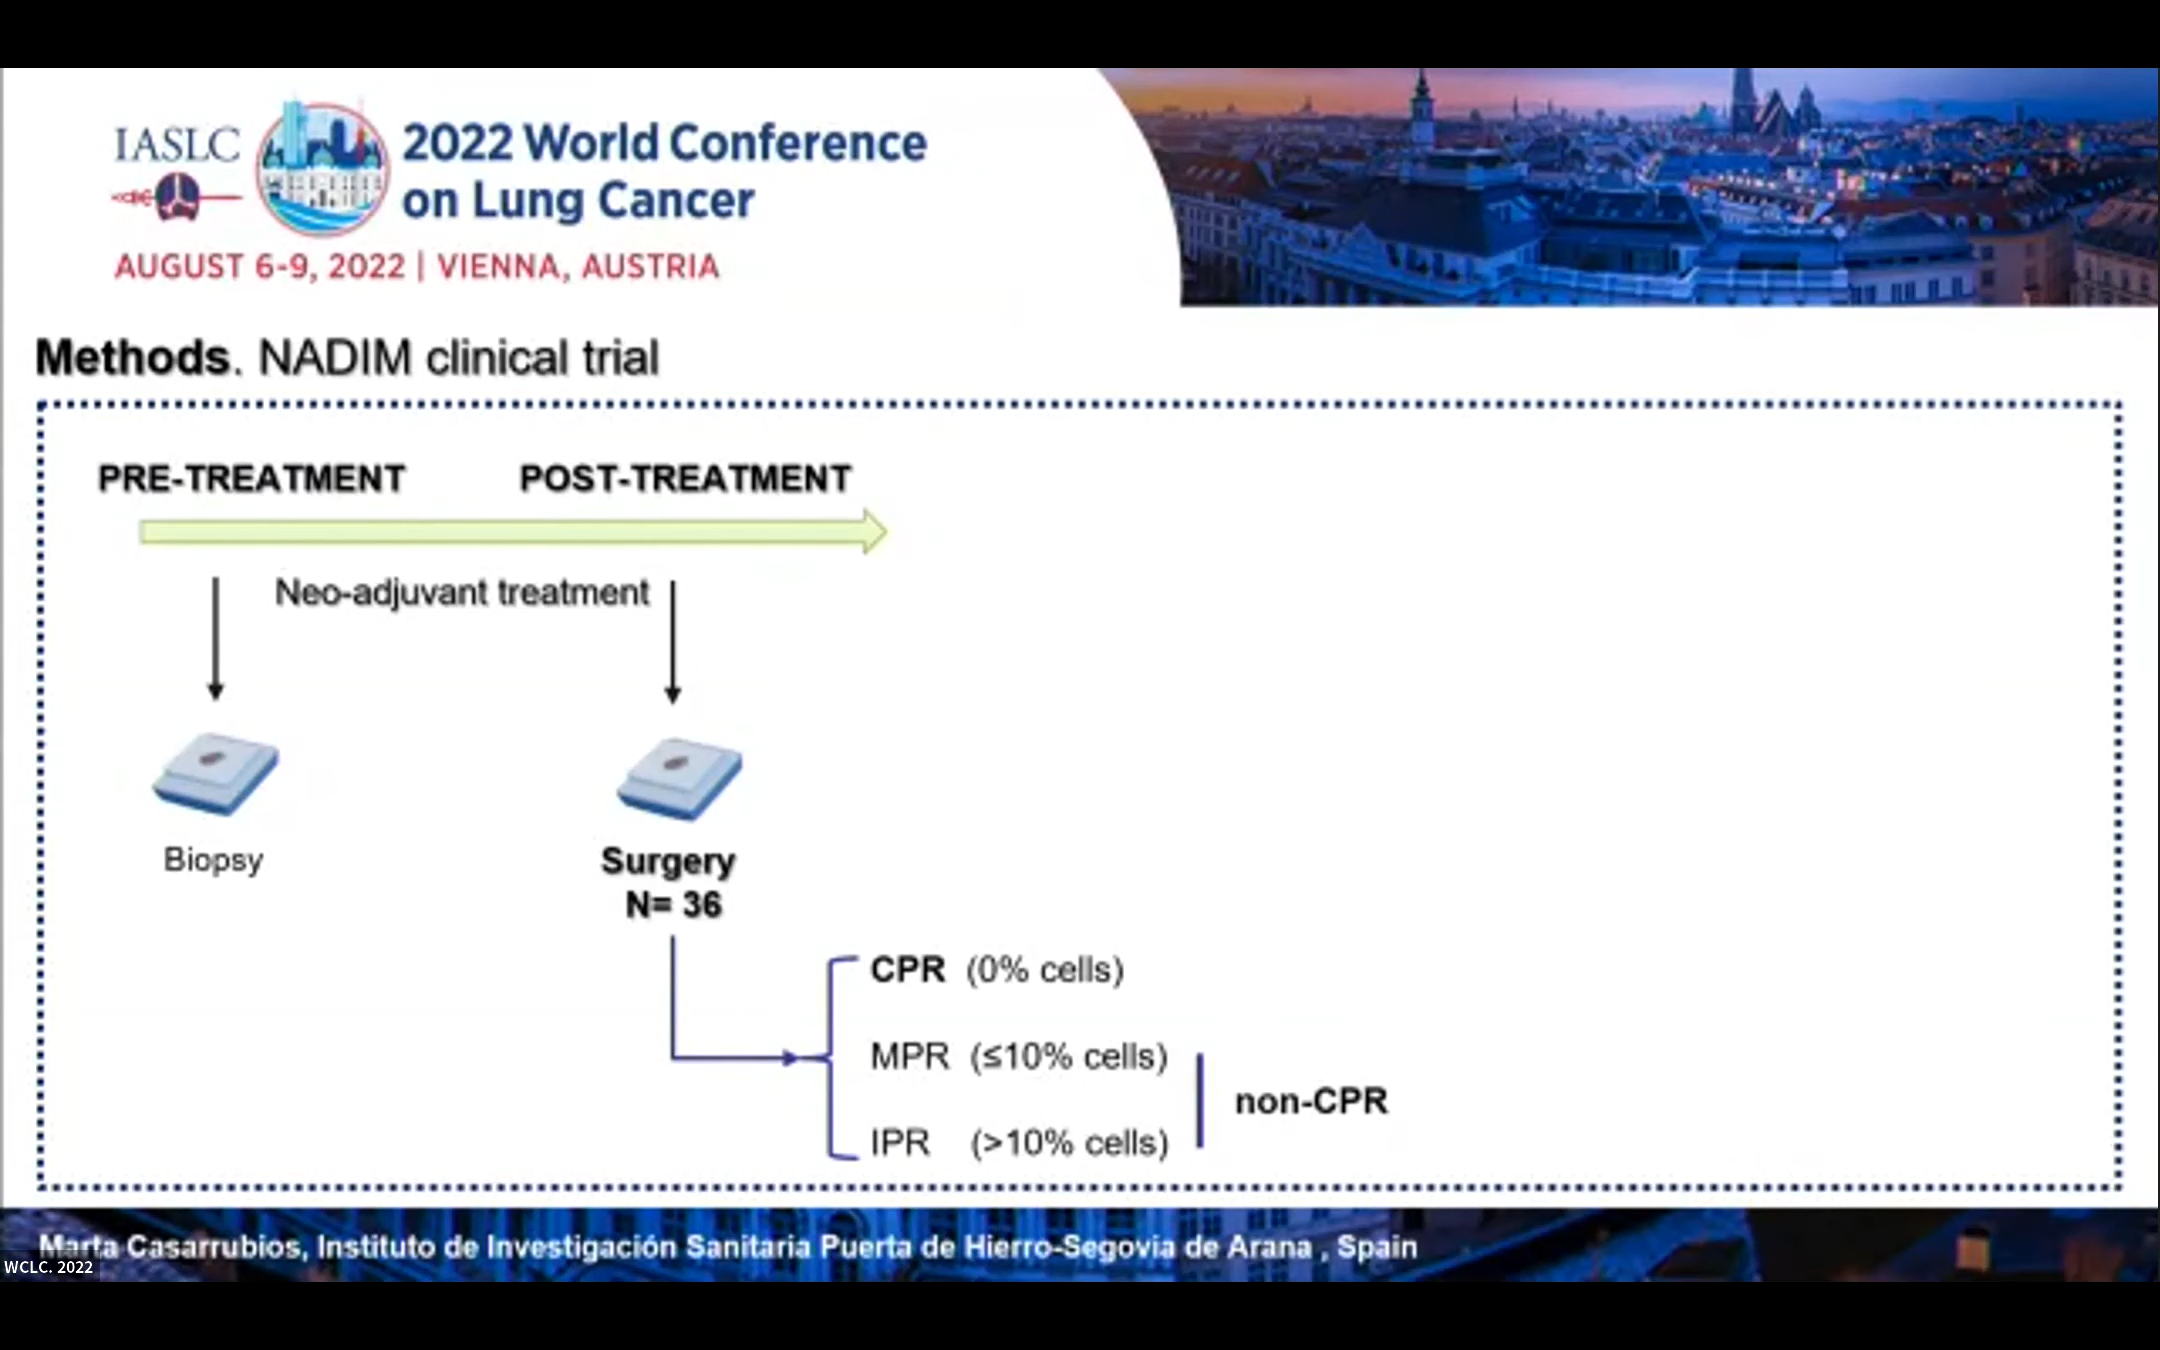 IASLC
2022 World Conference
on Lung Cancer
AUGUST 6-9, 2022 | VIENNA, AUSTRIA
Methods. NADIM clinical trial
PRE-TREATMENT POST-TREATMENT
Neo-adjuvant treatment
Biopsy
Surgery
N= 36
CPR (0% cells)
MPR (≤10% cells)
non-CPR
IPR (>10% cells)
Marta Casarrubios, Instituto de Investigación Sanitaria Puerta de Hierro-Segovia de Arana , Spain
WCLC. 2022